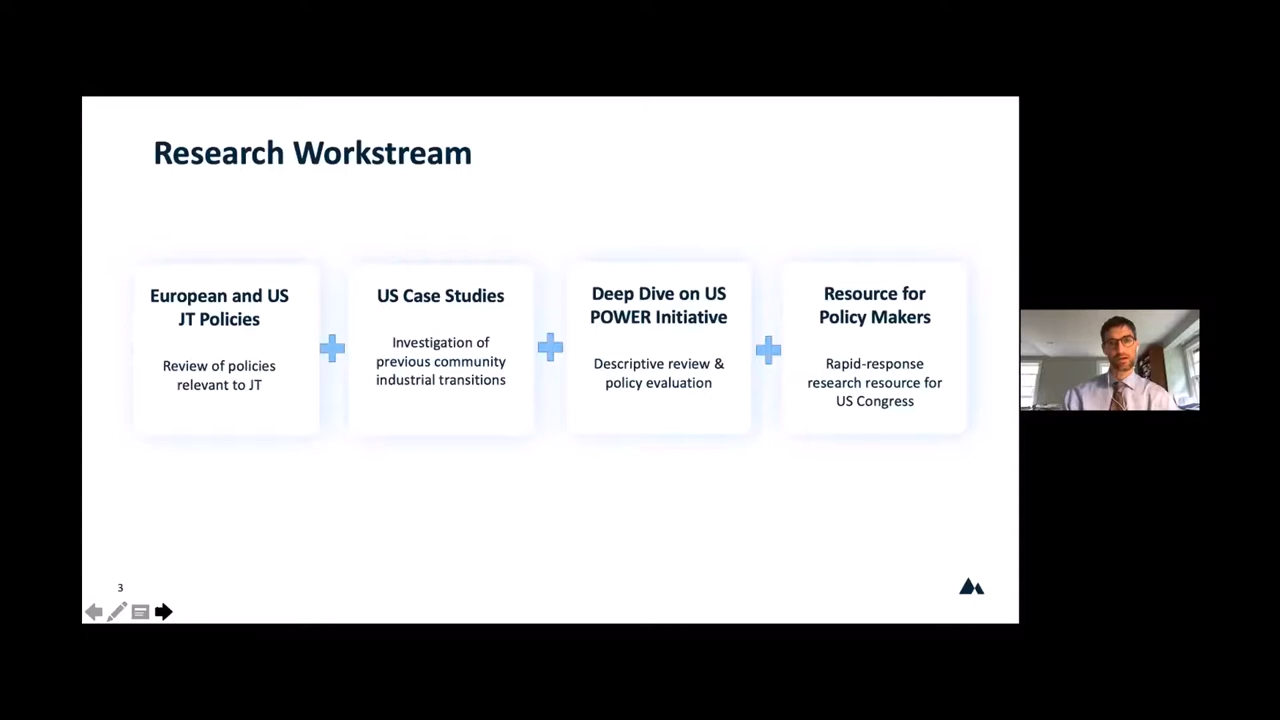 Research Workstream
European and US
JT Policies
Review of policies
relevant to JT
US Case Studies
Investigation of
previous community
industrial transitions
Deep Dive on US
POWER Initiative
Descriptive review &
policy evaluation
Resource for
Policy Makers
Rapid-response
research resource for
US Congress
3